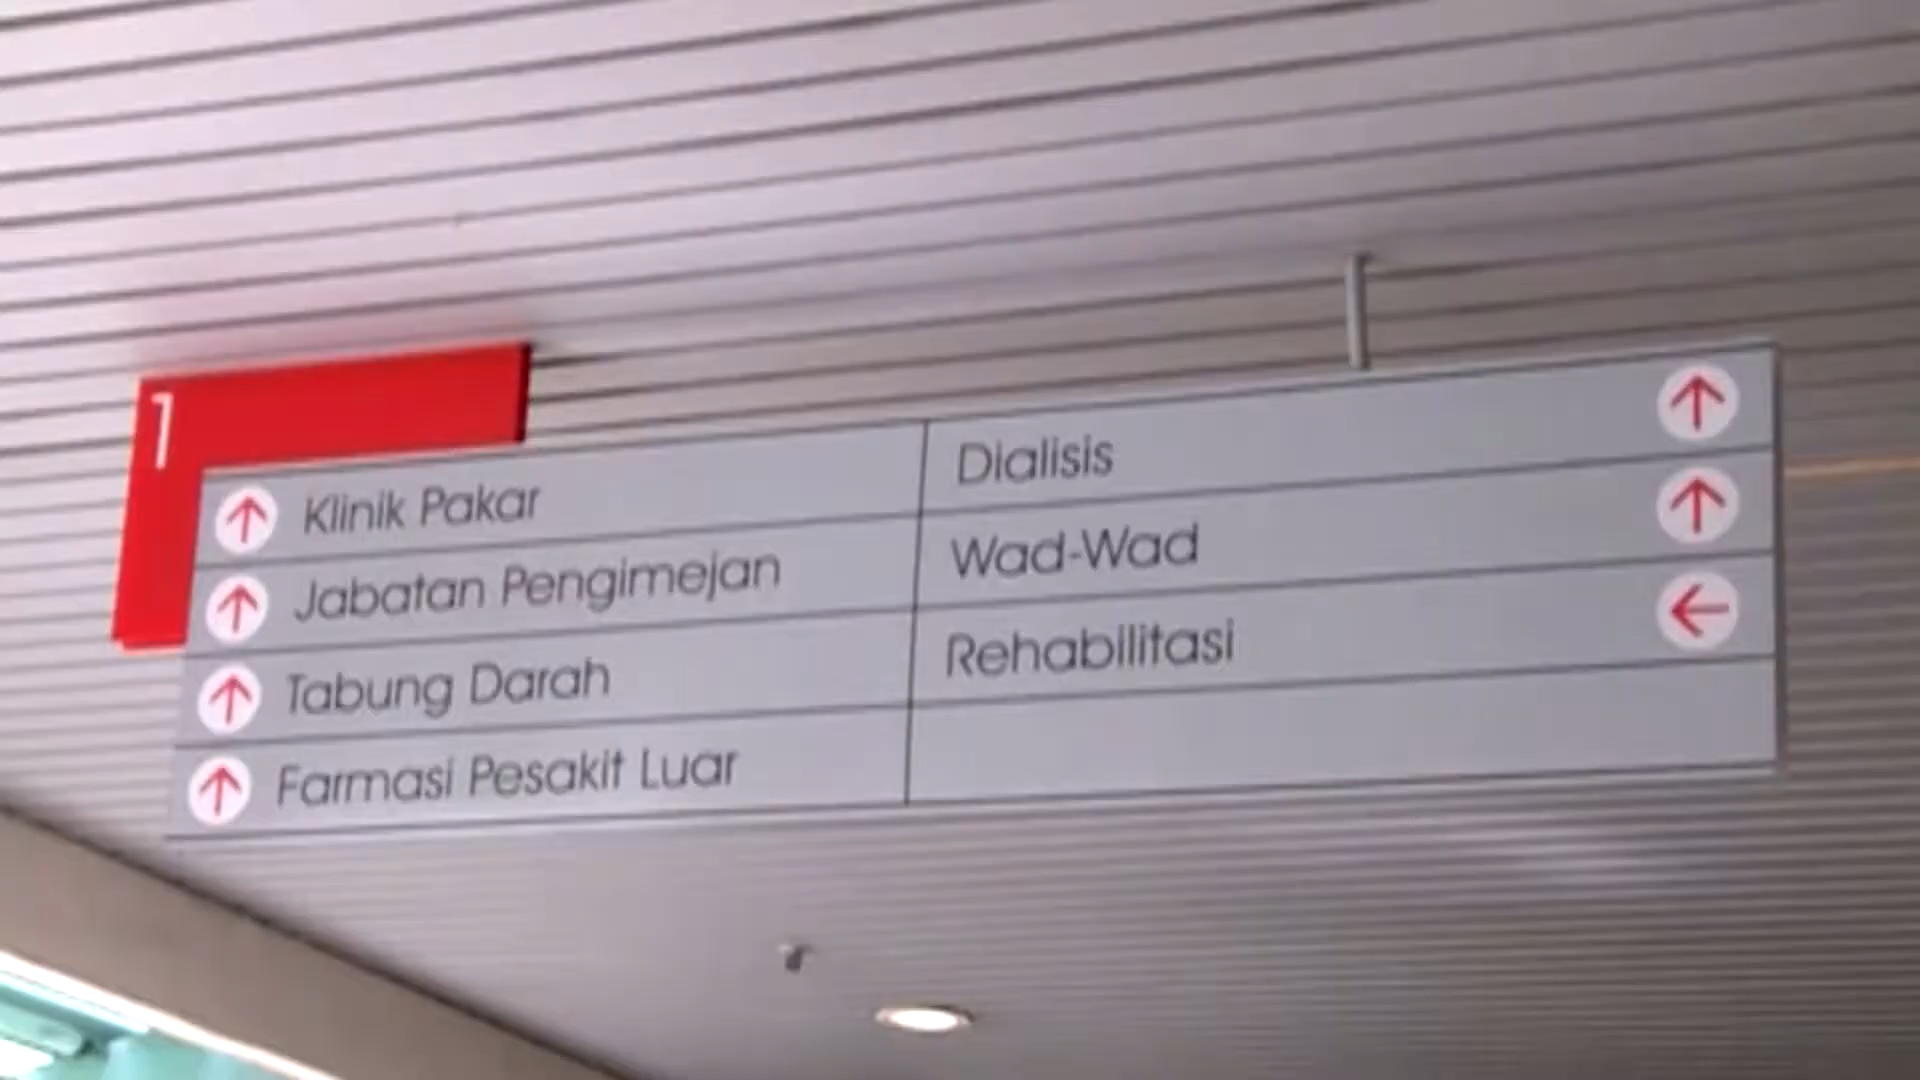 1
Klinik Pakar
Jabatan Pengimejan
Tabung Darah
Farmasi Pesakit Luar
Dialisis
Wad-Wad
Rehabilitasi